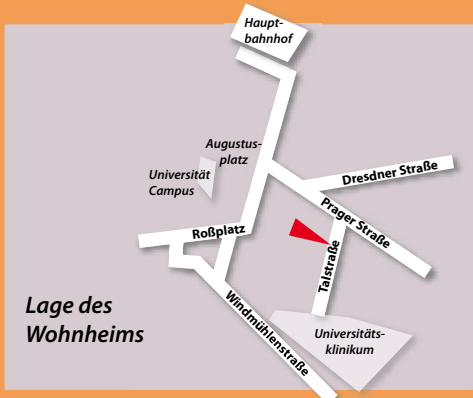 Haupt-
bahnhof
Augustus-
platz
Universität
Campus
Dresdner Straße
Prager Straße
Roßplatz
Talstraße
Windmühlenstraße
Universitäts-
klinikum
Lage des
Wohnheims